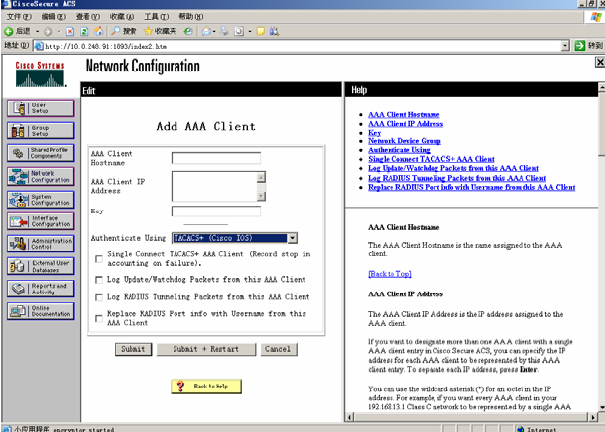 CiscoSecure ACS
文件(F) 编辑(E) 查看(V) 收藏(A) 工具(T) 帮助(H)
后退 搜索 收藏夹
地址(D) http://10.0.248.91:1893/index2.htm 转到
CISCO SYSTEMS
Network Configuration
User Setup
Group Setup
Shared Profile Components
Network Configuration
System Configuration
Interface Configuration
Administration Control
External User Databases
Reports and Activity
Online Documentation
Edit
Add AAA Client
AAA Client
Hostname
AAA Client IP
Address
Key
Authenticate Using TACACS+ (Cisco IOS)
Single Connect TACACS+ AAA Client (Record stop in
accounting on failure).
Log Update/Watchdog Packets from this AAA Client
Log RADIUS Tunneling Packets from this AAA Client
Replace RADIUS Port info with Username from this
AAA Client
Submit Submit + Restart Cancel
Back to Help
Help
AAA Client Hostname
AAA Client IP Address
Key
Network Device Group
Authenticate Using
Single Connect TACACS+ AAA Client
Log Update/Watchdog Packets from this AAA Client
Log RADIUS Tunneling Packets from this AAA Client
Replace RADIUS Port info with Username from this AAA Client
AAA Client Hostname
The AAA Client Hostname is the name assigned to the AAA
client.
[Back to Top]
AAA Client IP Address
The AAA Client IP Address is the IP address assigned to the
AAA client.
If you want to designate more than one AAA client with a single
AAA client entry in Cisco Secure ACS, you can specify the IP
address for each AAA client to be represented by this AAA
client entry. To separate each IP address, press Enter.
You can use the wildcard asterisk (*) for an octet in the IP
address. For example, if you want every AAA client in your
192.168.13.1 Class C network to be represented by a single AAA
小应用程序 encryptor started Internet